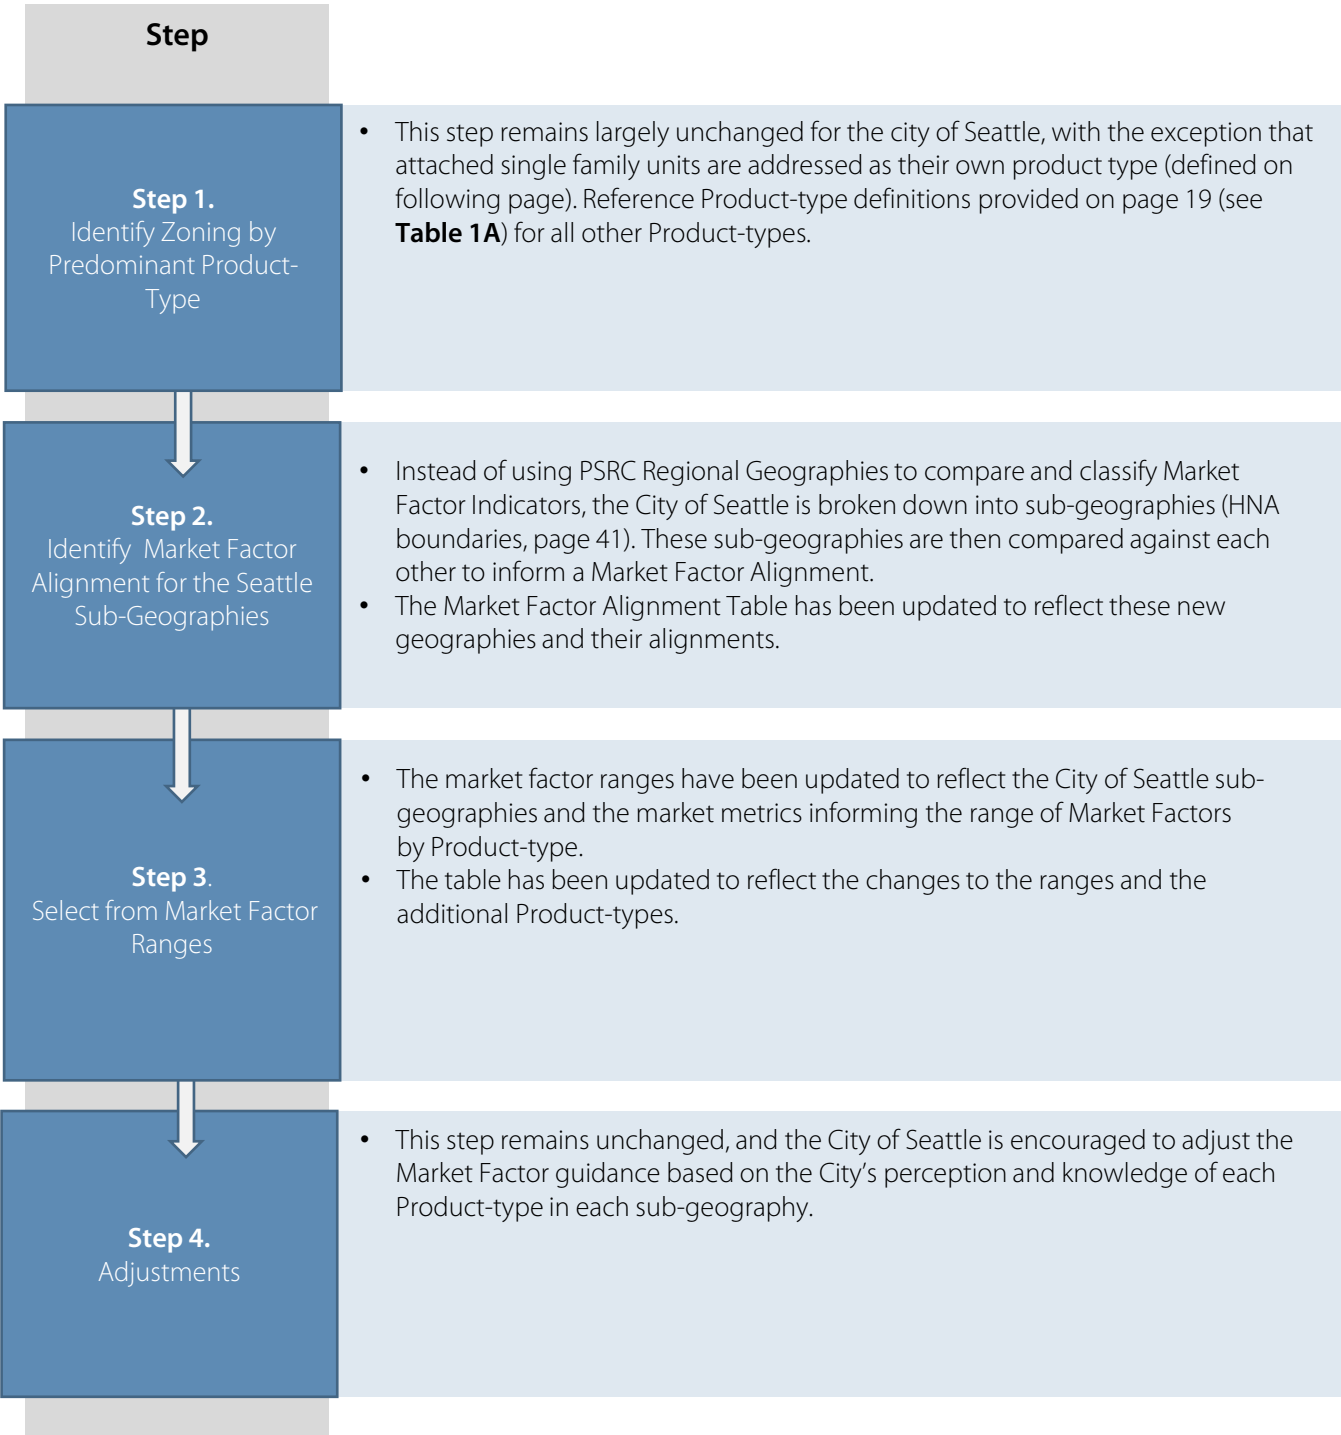 Step
Step 1.
Identify Zoning by
Predominant Product-
Type
• This step remains largely unchanged for the city of Seattle, with the exception that
attached single family units are addressed as their own product type (defined on
following page). Reference Product-type definitions provided on page 19 (see
Table 1A) for all other Product-types.
Step 2.
Identify Market Factor
Alignment for the Seattle
Sub-Geographies
• Instead of using PSRC Regional Geographies to compare and classify Market
Factor Indicators, the City of Seattle is broken down into sub-geographies (HNA
boundaries, page 41). These sub-geographies are then compared against each
other to inform a Market Factor Alignment.
• The Market Factor Alignment Table has been updated to reflect these new
geographies and their alignments.
Step 3.
Select from Market Factor
Ranges
• The market factor ranges have been updated to reflect the City of Seattle sub-
geographies and the market metrics informing the range of Market Factors
by Product-type.
• The table has been updated to reflect the changes to the ranges and the
additional Product-types.
Step 4.
Adjustments
• This step remains unchanged, and the City of Seattle is encouraged to adjust the
Market Factor guidance based on the City’s perception and knowledge of each
Product-type in each sub-geography.